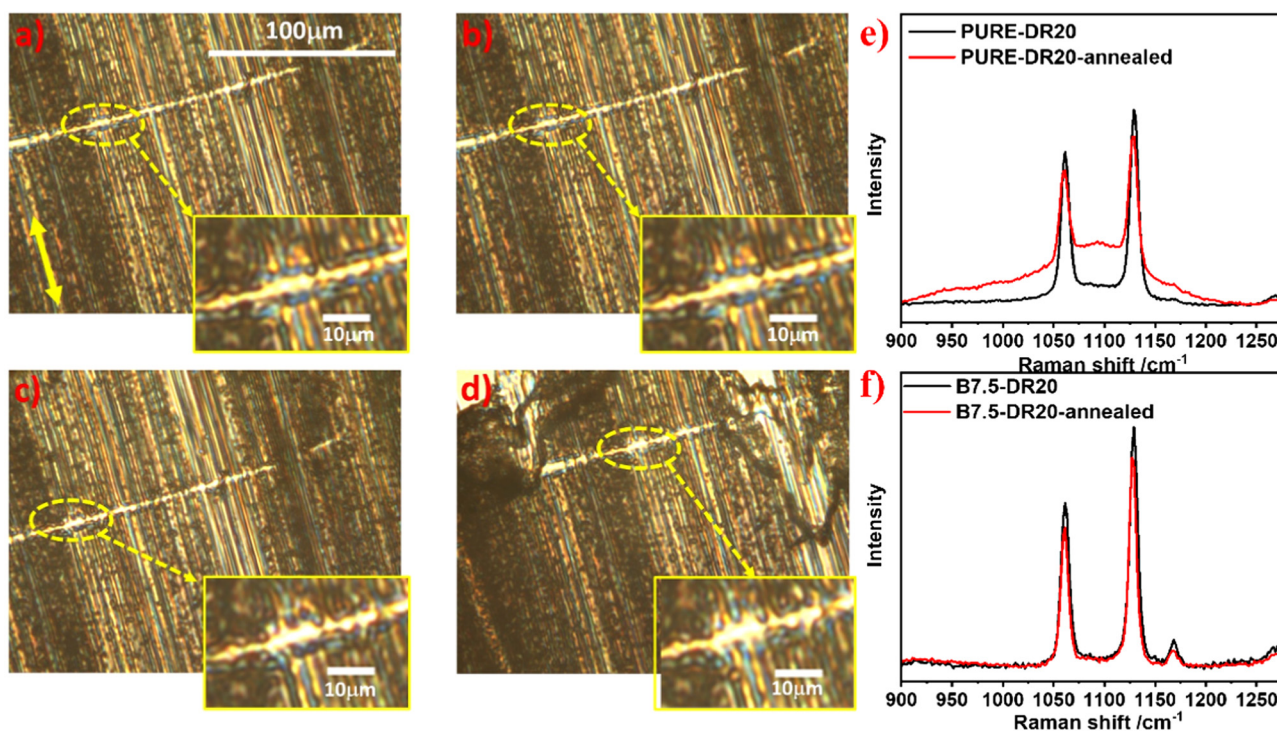 a)
100μm
10μm
b)
10μm
c)
10μm
d)
10μm
e)
PURE-DR20
PURE-DR20-annealed
Intensity
900 950 1000 1050 1100 1150 1200 1250
Raman shift /cm-1
f)
B7.5-DR20
B7.5-DR20-annealed
Intensity
900 950 1000 1050 1100 1150 1200 1250
Raman shift /cm-1